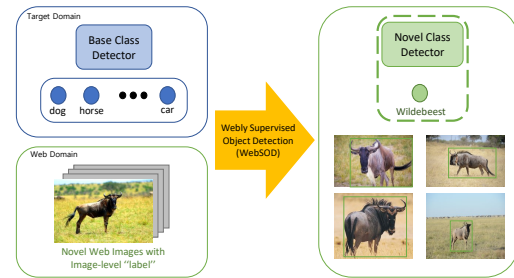 Target Domain
Base Class
Detector
dog
horse
car
Web Domain
Novel Web Images with
Image-level "label"
Webly Supervised
Object Detection
(WebSOD)
Novel Class
Detector
Wildebeest